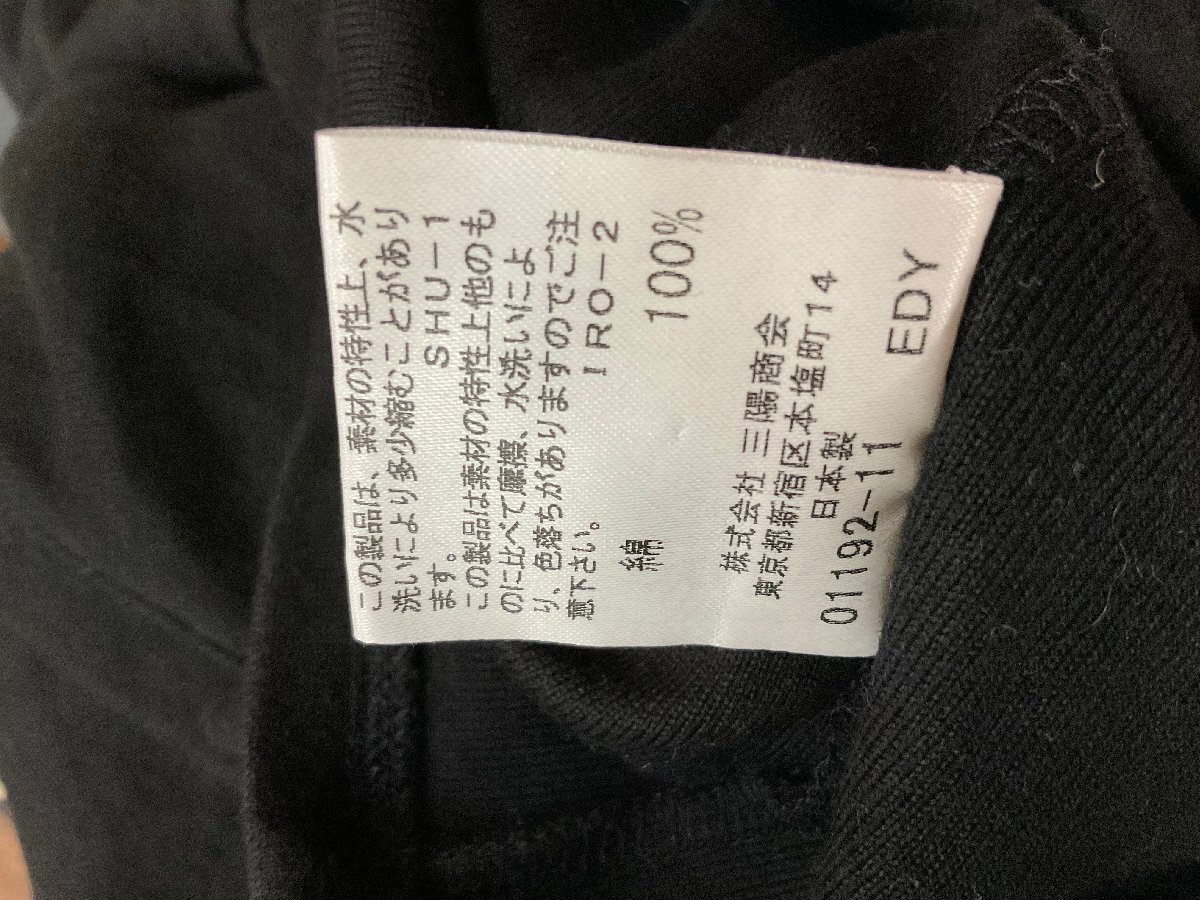 この製品は、素材の特性上、水
洗いにより多少縮むことがあり
ます。 SHU-1
この製品は素材の特性上他のも
のに比べて摩擦、水洗いによ
り、色落ちがありますのでご注
意下さい。 IRO-2
綿 100%
株式会社 三陽商会
東京都新宿区本塩町14
日本製
01192-11 EDY